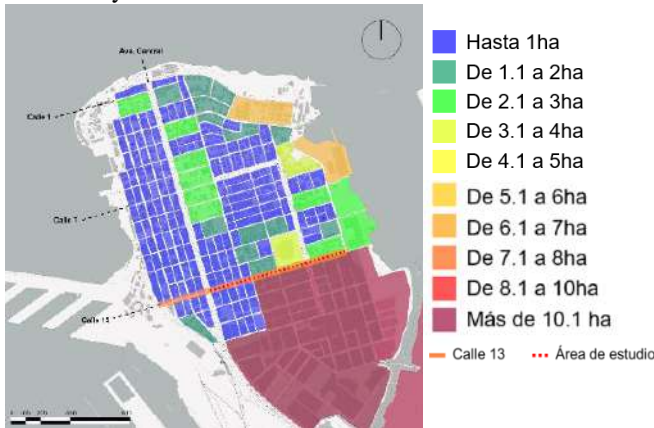 Ave. Central
Calle 1
Calle 7
Calle 13
Hasta 1ha
De 1.1 a 2ha
De 2.1 a 3ha
De 3.1 a 4ha
De 4.1 a 5ha
De 5.1 a 6ha
De 6.1 a 7ha
De 7.1 a 8ha
De 8.1 a 10ha
Más de 10.1 ha
Calle 13
Área de estudio